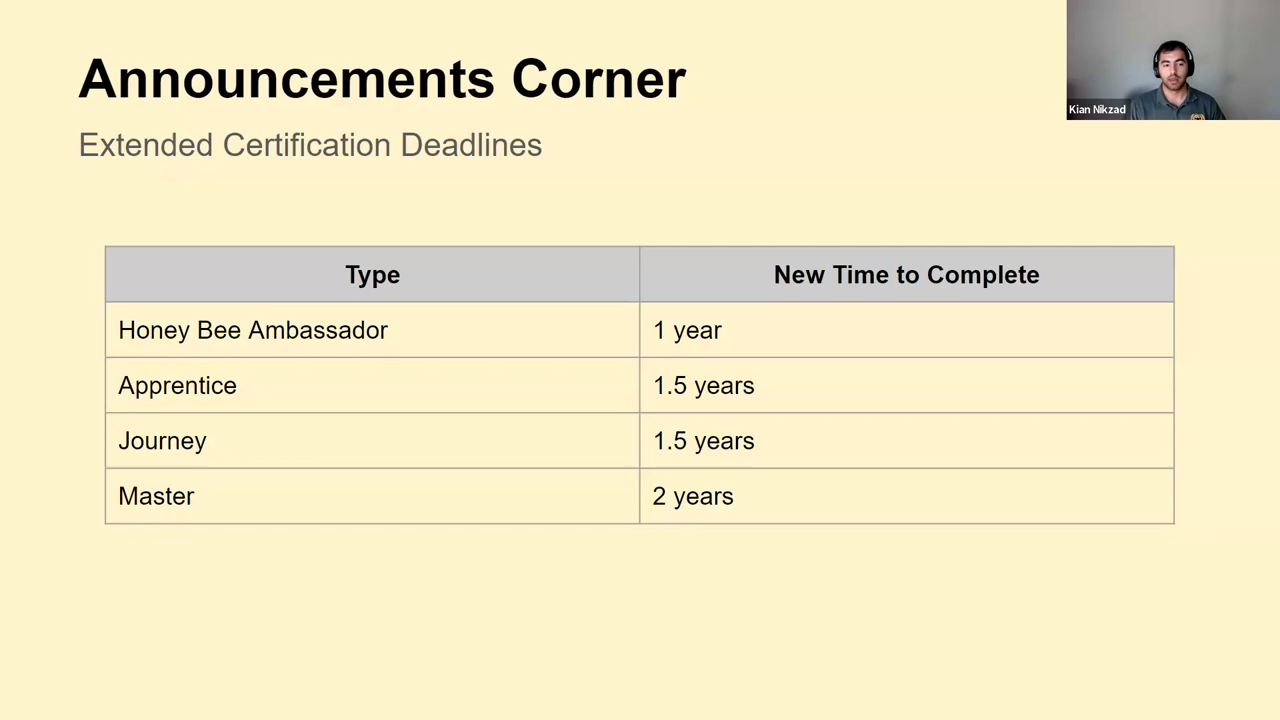 Announcements Corner
Extended Certification Deadlines
Kian Nikzad
Type New Time to Complete
Honey Bee Ambassador 1 year
Apprentice 1.5 years
Journey 1.5 years
Master 2 years